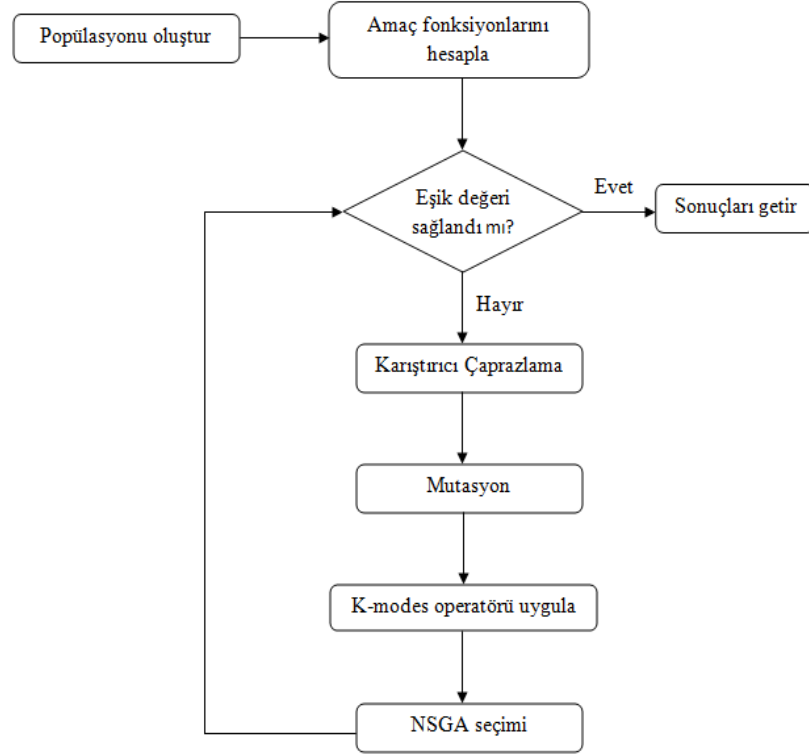 Popülasyonu oluştur
Amaç fonksiyonlarını
hesapla
Eşik değeri
sağlandı mı?
Evet
Sonuçları getir
Hayır
Karıştırıcı Çaprazlama
Mutasyon
K-modes operatörü uygula
NSGA seçimi